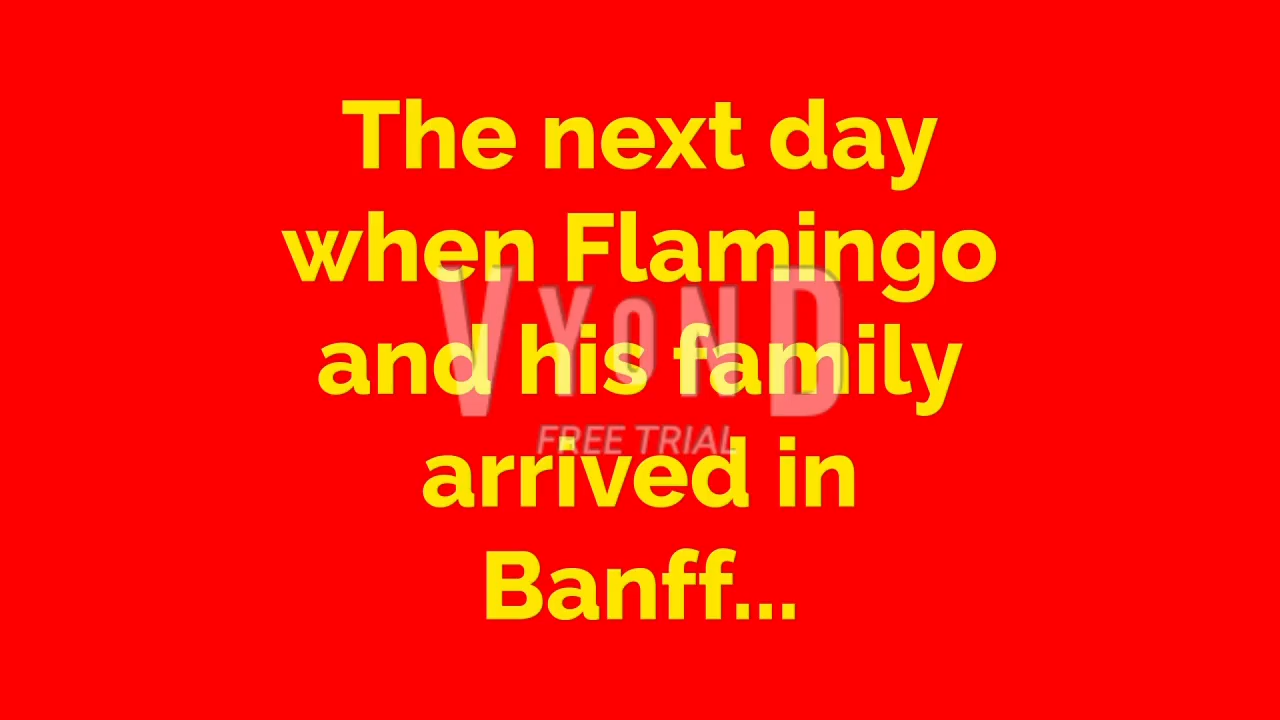 The next day
when Flamingo
and his family
arrived in
Banff...
VYOND
FREE TRIAL